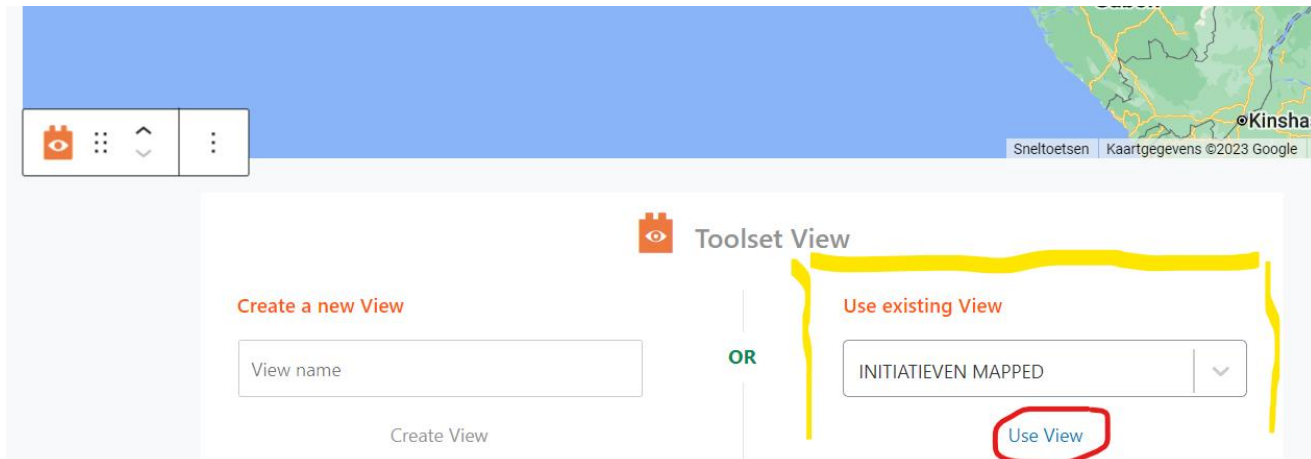 Sneltoetsen Kaartgegevens ©2023 Google
Toolset View
Create a new View
View name
Create View
OR
Use existing View
INITIATIEVEN MAPPED
Use View